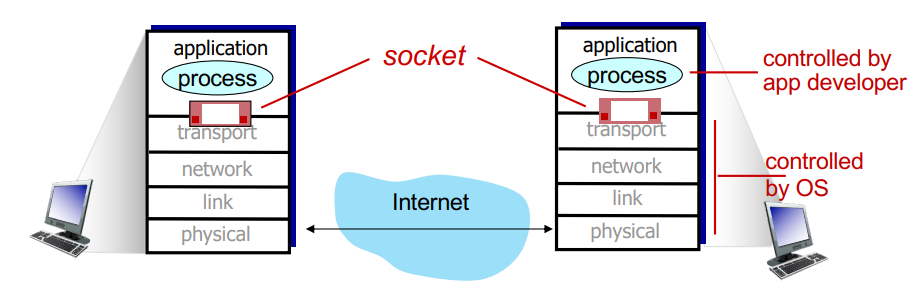 application
process
transport
network
link
physical
socket
Internet
application
process
transport
network
link
physical
controlled by
app developer
controlled
by OS